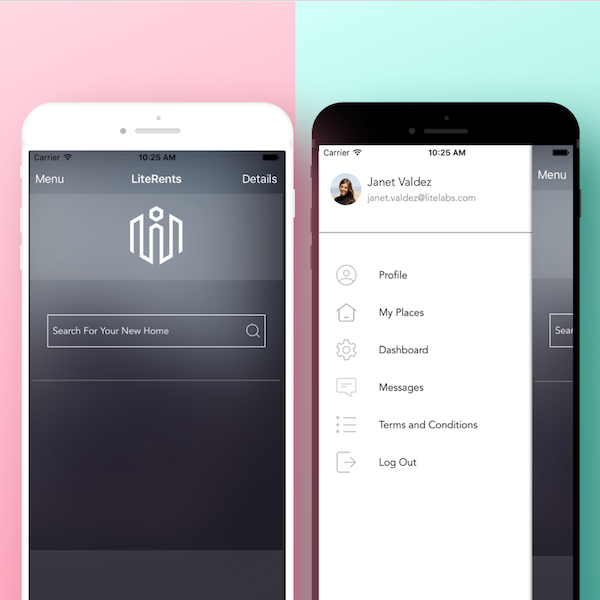 Carrier 10:25 AM
Menu LiteRents Details
Search For Your New Home
Carrier 10:25 AM
Janet Valdez
janet.valdez@litelabs.com
Menu
Profile
My Places
Sear
Dashboard
Messages
Terms and Conditions
Log Out